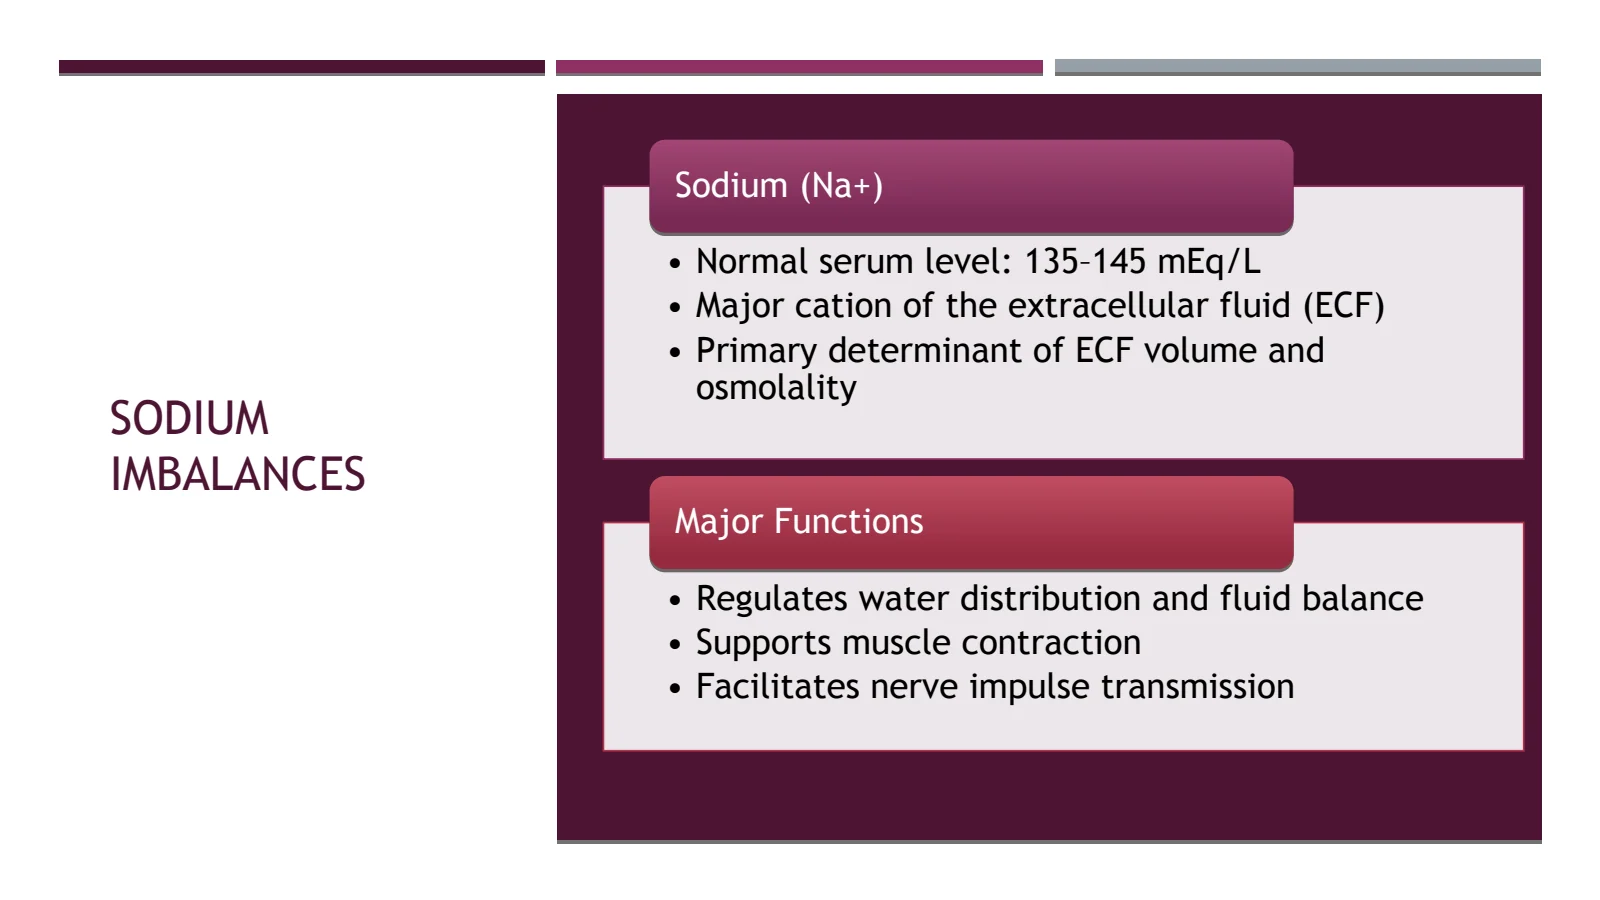 SODIUM
IMBALANCES
Sodium (Na+)
• Normal serum level: 135–145 mEq/L
• Major cation of the extracellular fluid (ECF)
• Primary determinant of ECF volume and
osmolality
Major Functions
• Regulates water distribution and fluid balance
• Supports muscle contraction
• Facilitates nerve impulse transmission